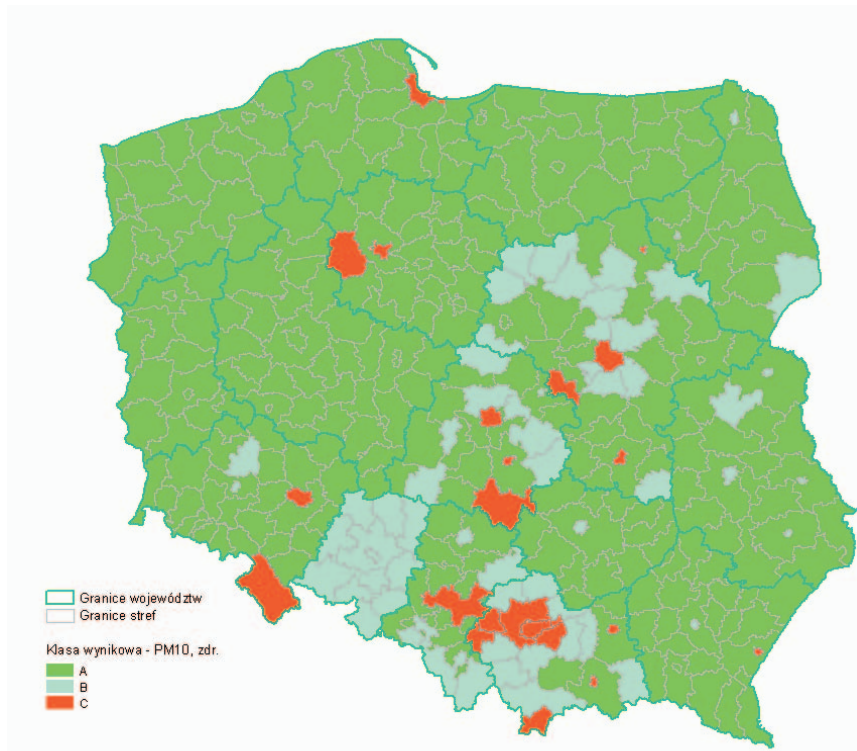 Granice województw
Granice stref
Klasa wynikowa - PM10, zdr.
A
B
C